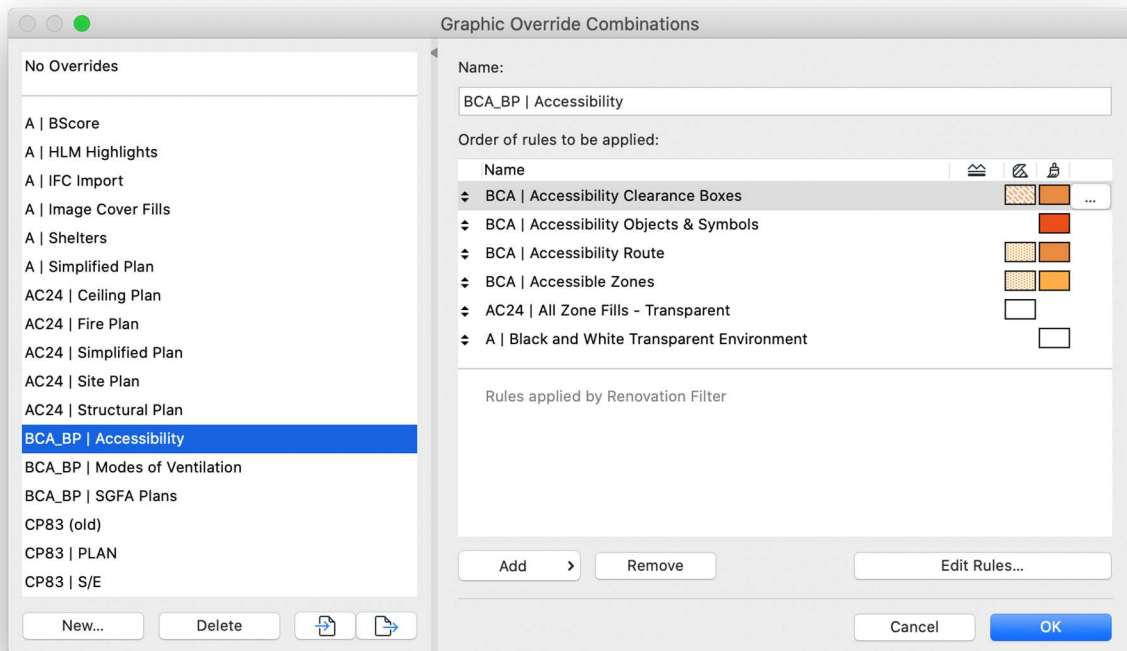 Graphic Override Combinations
No Overrides
A | BScore
A | HLM Highlights
A | IFC Import
A | Image Cover Fills
A | Shelters
A | Simplified Plan
AC24 | Ceiling Plan
AC24 | Fire Plan
AC24 | Simplified Plan
AC24 | Site Plan
AC24 | Structural Plan
BCA_BP | Accessibility
BCA_BP | Modes of Ventilation
BCA_BP | SGFA Plans
CP83 (old)
CP83 | PLAN
CP83 | S/E
New...
Delete
Name:
BCA_BP | Accessibility
Order of rules to be applied:
Name
BCA | Accessibility Clearance Boxes
...
BCA | Accessibility Objects & Symbols
BCA | Accessibility Route
BCA | Accessible Zones
AC24 | All Zone Fills - Transparent
A | Black and White Transparent Environment
Rules applied by Renovation Filter
Add
Remove
Edit Rules...
Cancel
OK